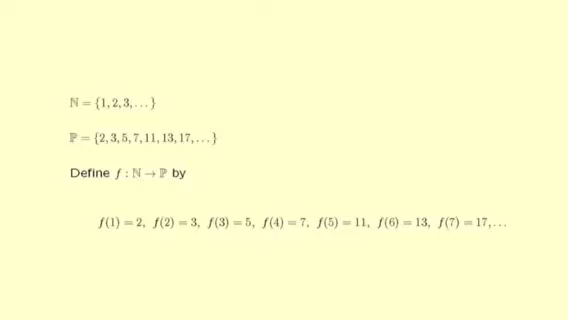 ℕ = {1, 2, 3, . . . }
ℙ = {2, 3, 5, 7, 11, 13, 17, . . . }
Define f : ℕ → ℙ by
f(1) = 2, f(2) = 3, f(3) = 5, f(4) = 7, f(5) = 11, f(6) = 13, f(7) = 17, . . .